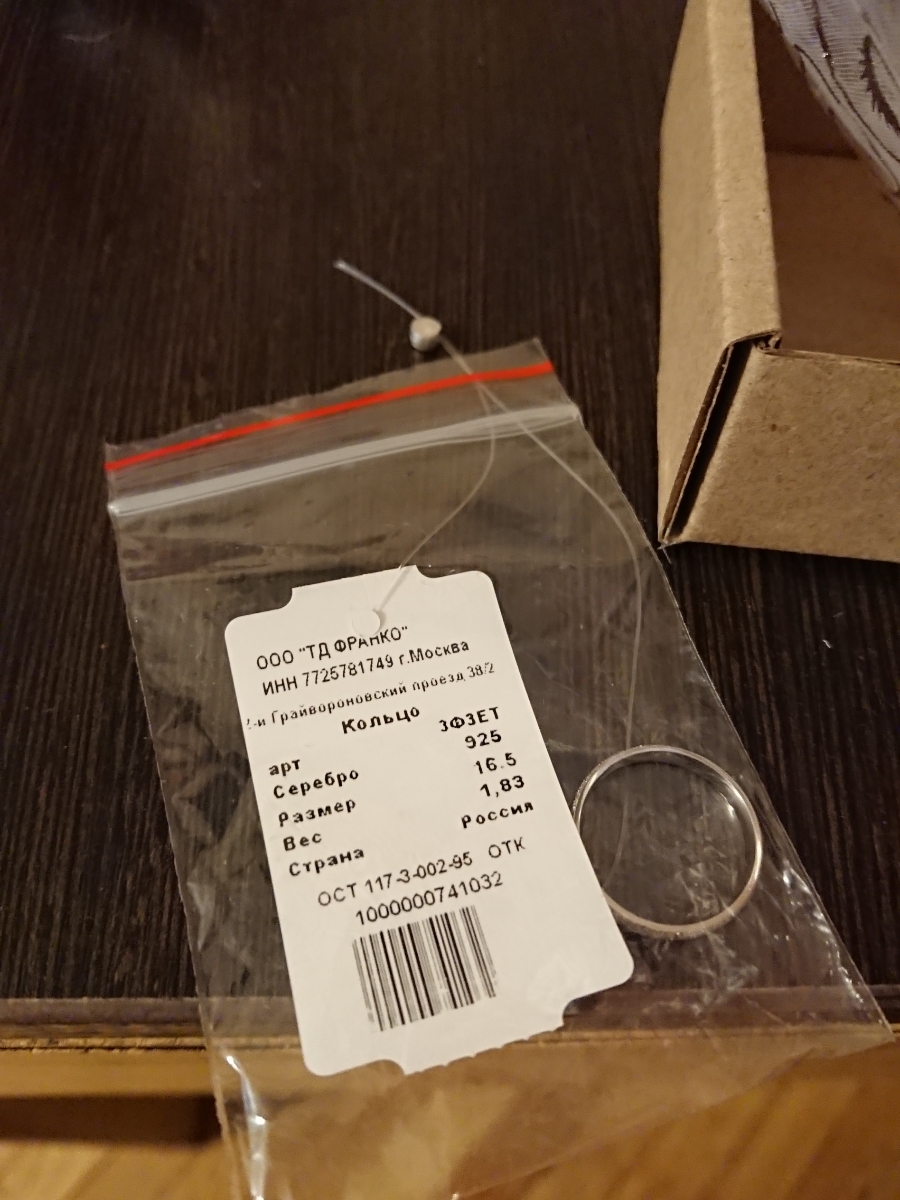 ООО "ТД ФРАНКО"
ИНН 7725781749 г.Москва
2-й Грайвороновский проезд 38/2
Кольцо
арт 3ФЗЕТ
Серебро 925
Размер 16.5
Вес 1,83
Страна Россия
ОСТ 117-3-002-95 ОТК
1000000741032